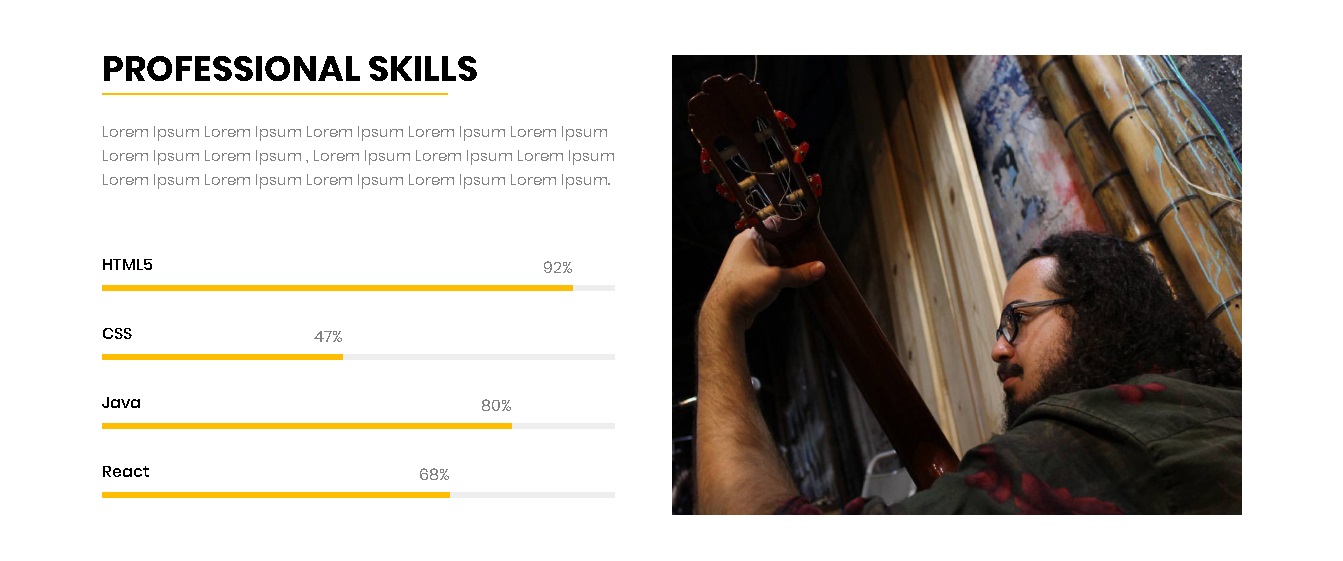 PROFESSIONAL SKILLS
Lorem Ipsum Lorem Ipsum Lorem Ipsum Lorem Ipsum Lorem Ipsum
Lorem Ipsum Lorem Ipsum , Lorem Ipsum Lorem Ipsum Lorem Ipsum
Lorem Ipsum Lorem Ipsum Lorem Ipsum Lorem Ipsum Lorem Ipsum.
HTML5 92%
CSS 47%
Java 80%
React 68%